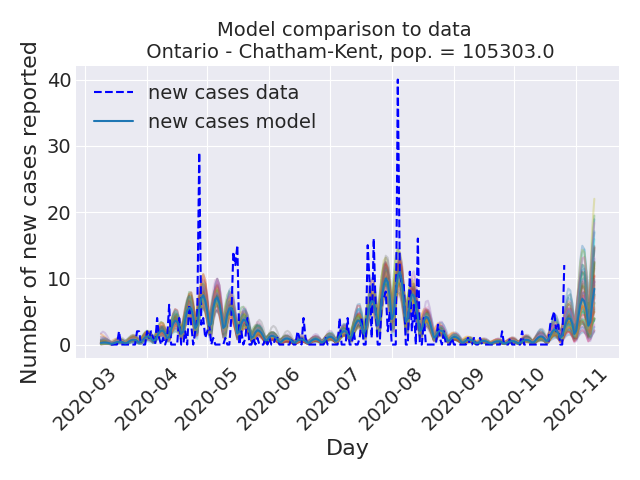 Model comparison to data
Ontario - Chatham-Kent, pop. = 105303.0
Number of new cases reported
40
30
20
10
0
new cases data
new cases model
2020-03
2020-04
2020-05
2020-06
2020-07
2020-08
2020-09
2020-10
2020-11
Day